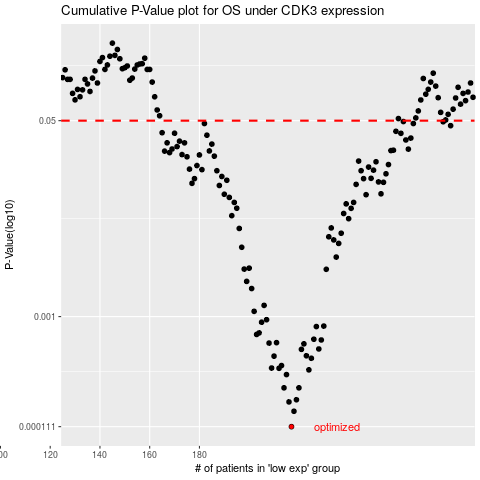 Cumulative P-Value plot for OS under CDK3 expression
P-Value(log10)
0.05
0.001
0.000111
optimized
00 120 140 160 180
# of patients in 'low exp' group